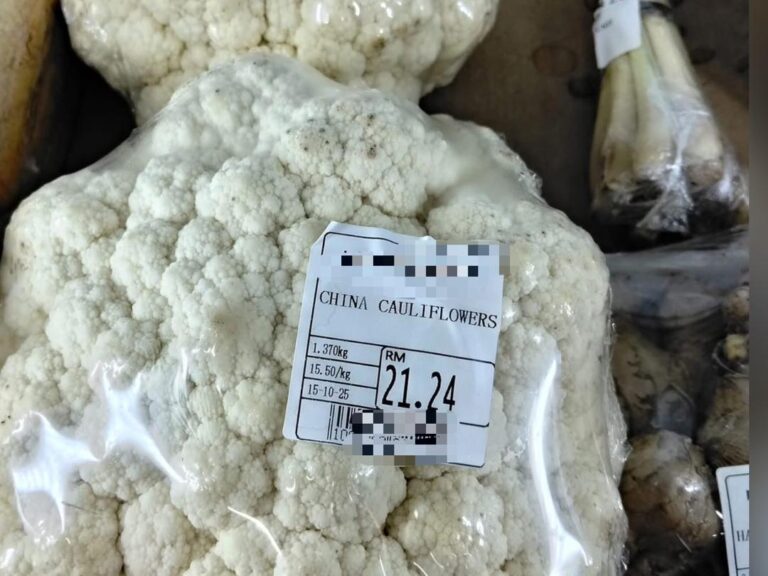 CHINA CAULIFLOWERS
1.370kg
15.50/kg
15-10-25
RM
21.24